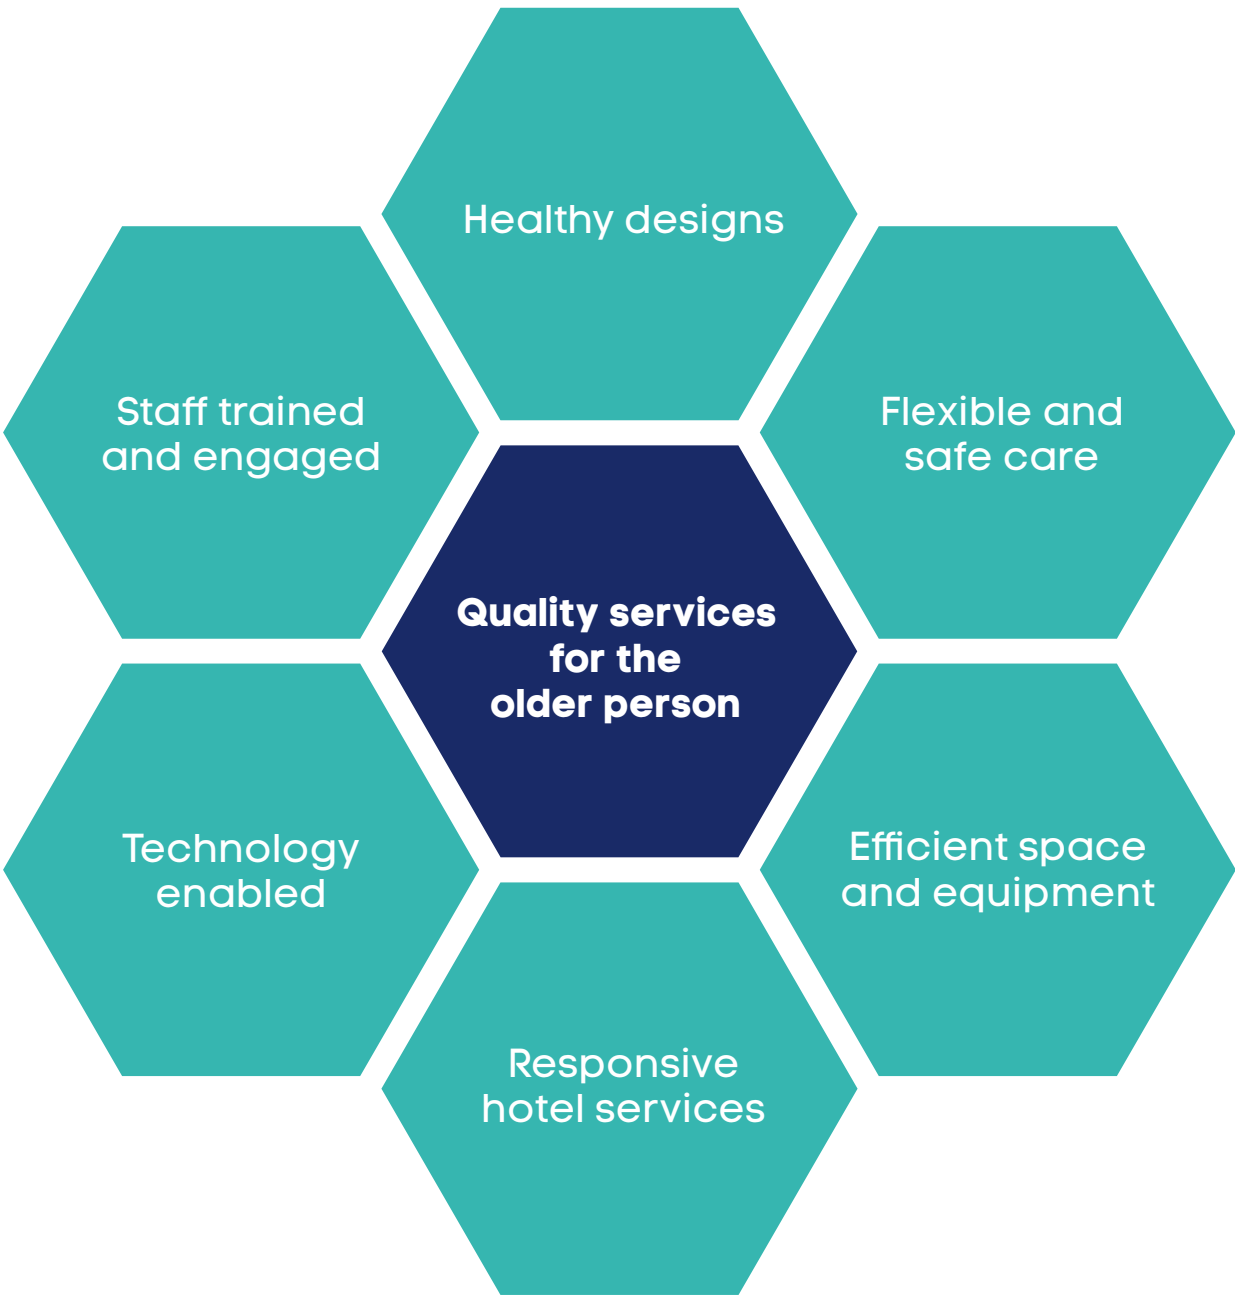 Healthy designs
Staff trained
and engaged
Flexible and
safe care
Quality services
for the
older person
Technology
enabled
Efficient space
and equipment
Responsive
hotel services